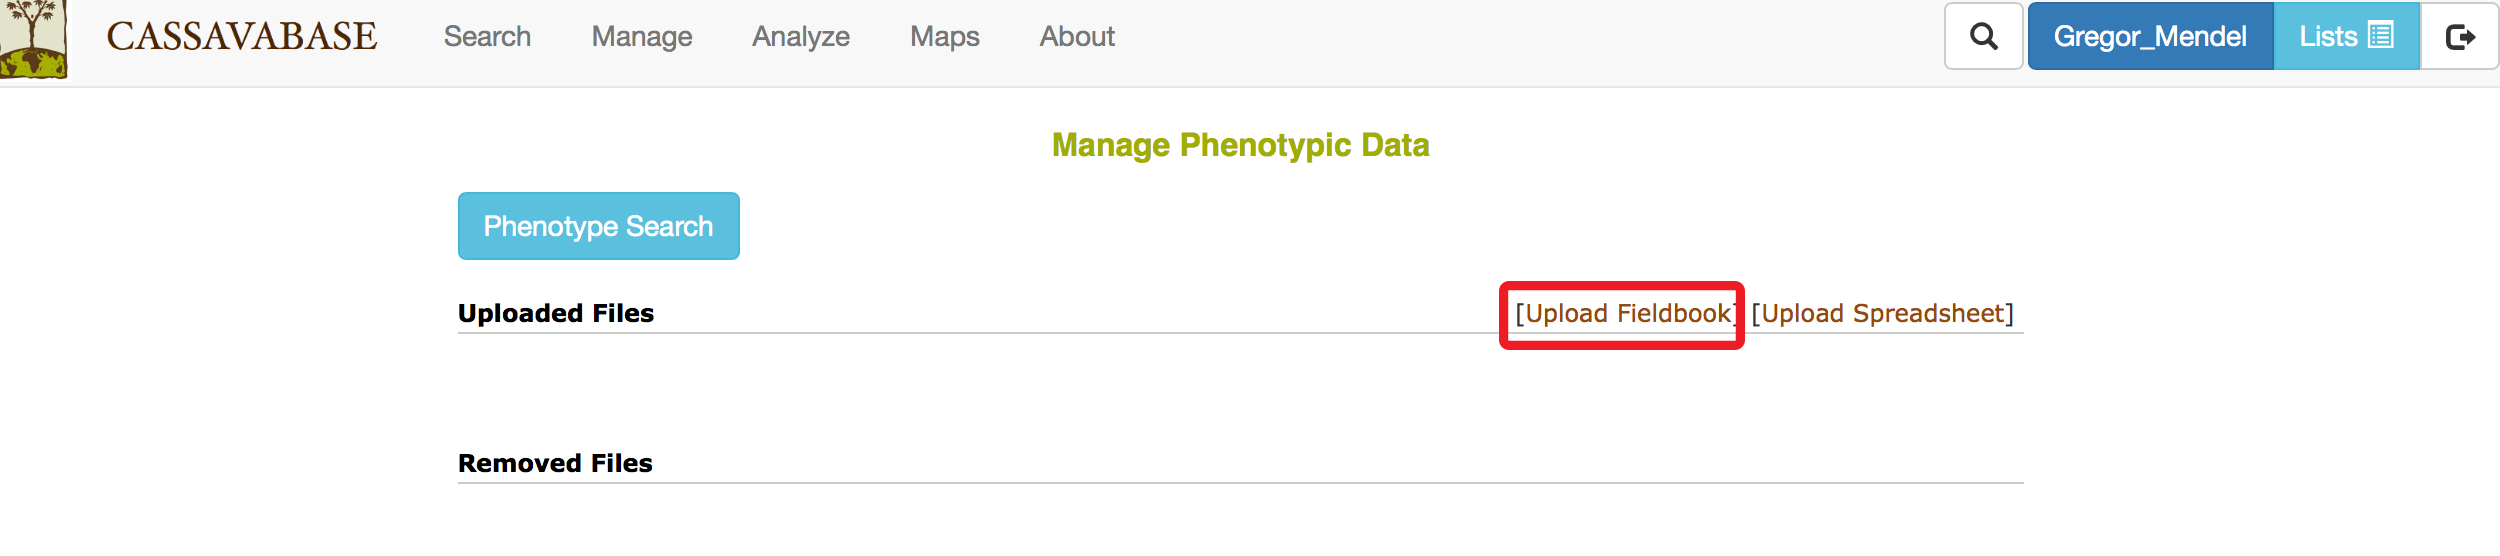 CASSAVABASE Search Manage Analyze Maps About Gregor_Mendel Lists
Manage Phenotypic Data
Phenotype Search
Uploaded Files [Upload Fieldbook] [Upload Spreadsheet]
Removed Files